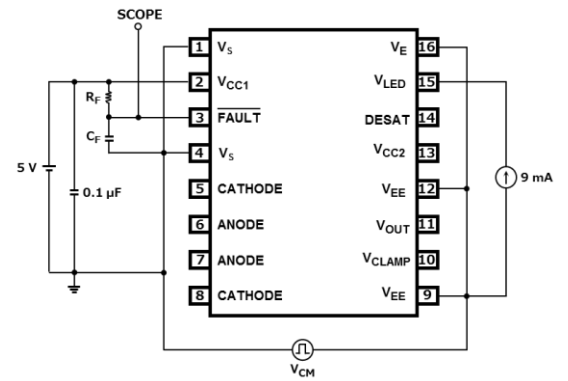 SCOPE
1 VS VE 16
2 VCC1 VLED 15
RF
3 FAULT DESAT 14
CF
4 VS VCC2 13
5 V
0.1 µF
5 CATHODE VEE 12
9 mA
6 ANODE VOUT 11
7 ANODE VCLAMP 10
8 CATHODE VEE 9
VCM